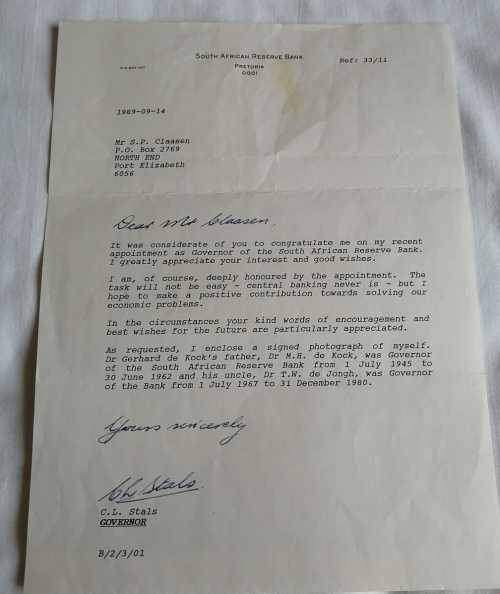 SOUTH AFRICAN RESERVE BANK
PRETORIA
0001
Ref: 33/11
1989-09-14
Mr S.P. Claasen
P.O. Box 2769
NORTH END
Port Elizabeth
6056
Dear Mr Claasen,
It was considerate of you to congratulate me on my recent
appointment as Governor of the South African Reserve Bank.
I greatly appreciate your interest and good wishes.
I am, of course, deeply honoured by the appointment. The
task will not be easy - central banking never is - but I
hope to make a positive contribution towards solving our
economic problems.
In the circumstances your kind words of encouragement and
best wishes for the future are particularly appreciated.
As requested, I enclose a signed photograph of myself.
Dr Gerhard de Kock's father, Dr M.H. de Kock, was Governor
of the South African Reserve Bank from 1 July 1945 to
30 June 1962 and his uncle, Dr T.W. de Jongh, was Governor
of the Bank from 1 July 1967 to 31 December 1980.
Yours sincerely
CL Stals
C.L. Stals
GOVERNOR
B/2/3/01